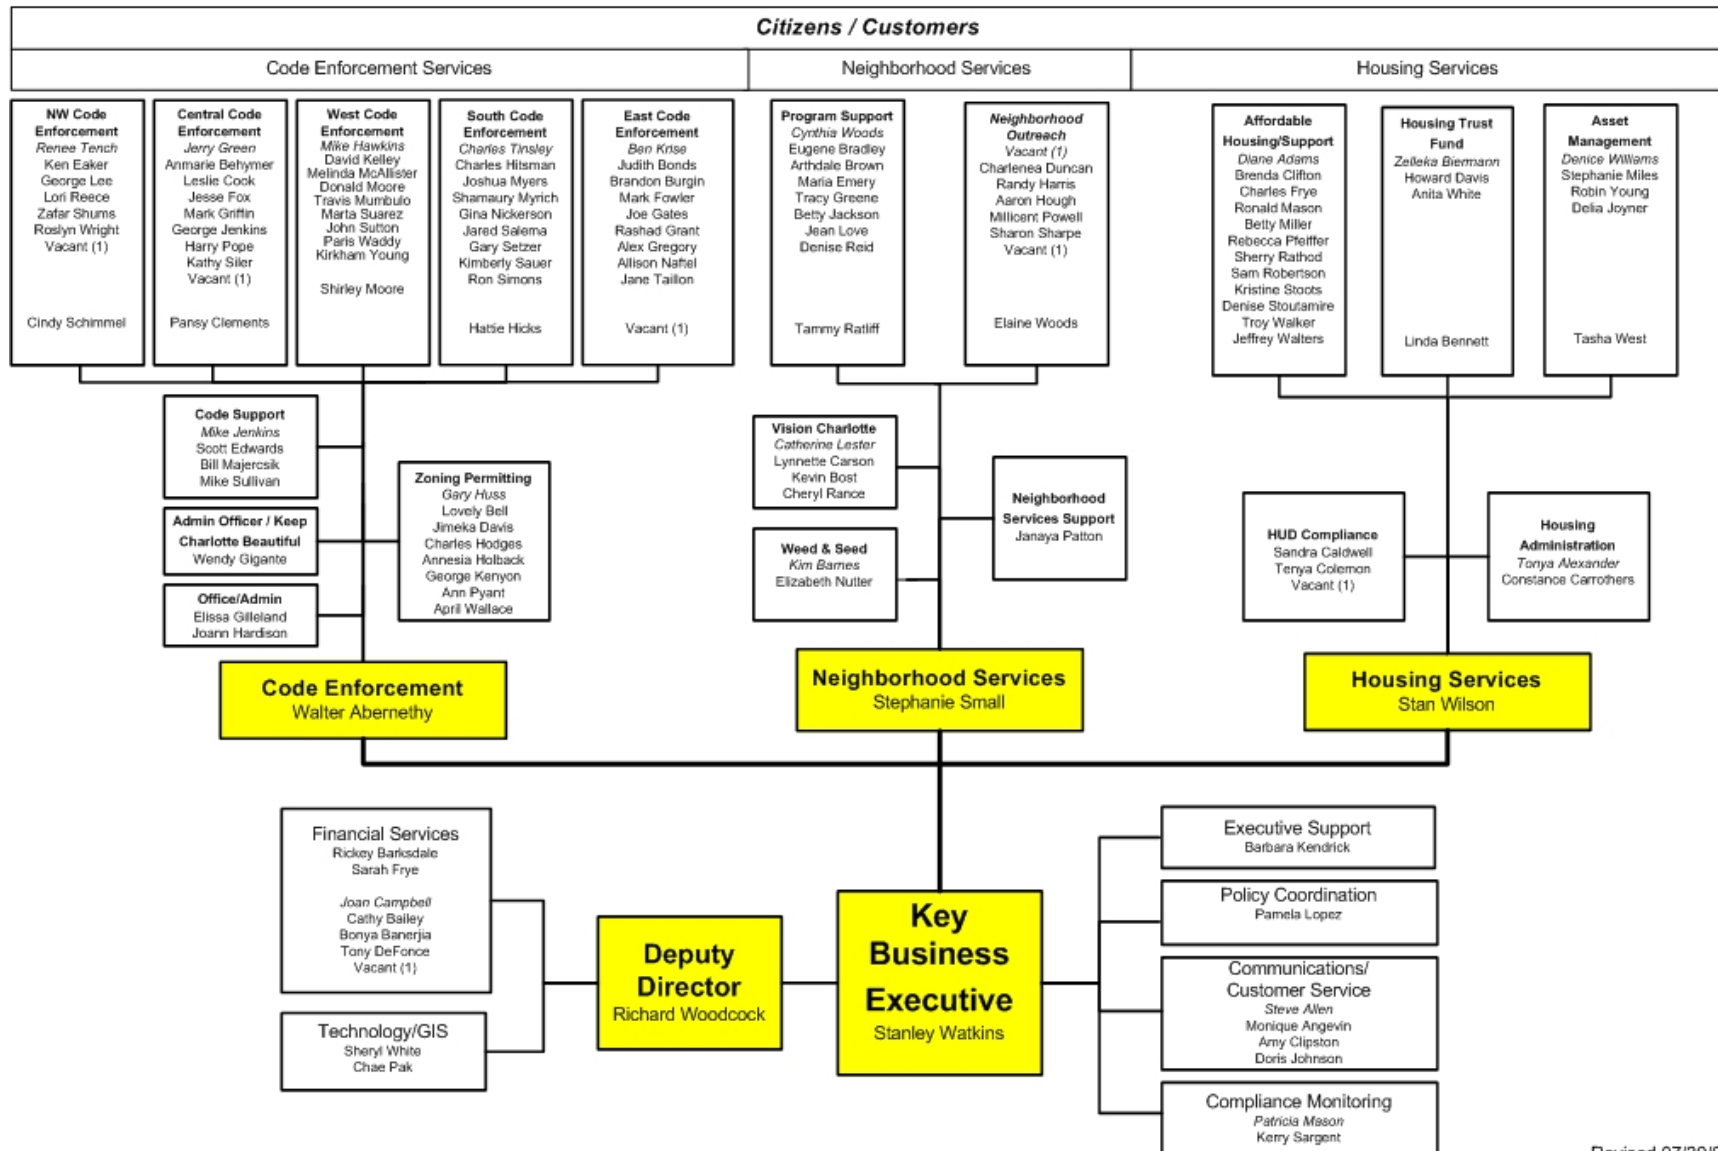 Citizens / Customers
Code Enforcement Services
Neighborhood Services
Housing Services
NW Code
Enforcement
Renee Tench
Ken Eaker
George Lee
Lori Reece
Zafar Shums
Roslyn Wright
Vacant (1)
Cindy Schimmel
Central Code
Enforcement
Jerry Green
Anmarie Behymer
Leslie Cook
Jesse Fox
Mark Griffin
George Jenkins
Harry Pope
Kathy Siler
Vacant (1)
Pansy Clements
West Code
Enforcement
Mike Hawkins
David Kelley
Melinda McAllister
Donald Moore
Travis Mumbulo
Marta Suarez
John Sutton
Paris Waddy
Kirkham Young
Shirley Moore
South Code
Enforcement
Charles Tinsley
Charles Hitsman
Joshua Myers
Shamaury Myrich
Gina Nickerson
Jared Salema
Gary Setzer
Kimberly Sauer
Ron Simons
Hattie Hicks
East Code
Enforcement
Ben Krise
Judith Bonds
Brandon Burgin
Mark Fowler
Joe Gates
Rashad Grant
Alex Gregory
Allison Naftel
Jane Taillon
Vacant (1)
Program Support
Cynthia Woods
Eugene Bradley
Arthdale Brown
Maria Emery
Tracy Greene
Betty Jackson
Jean Love
Denise Reid
Tammy Ratliff
Neighborhood
Outreach
Vacant (1)
Charlenea Duncan
Randy Harris
Aaron Hough
Millicent Powell
Sharon Sharpe
Vacant (1)
Elaine Woods
Affordable
Housing/Support
Diane Adams
Brenda Clifton
Charles Frye
Ronald Mason
Betty Miller
Rebecca Pfeiffer
Sherry Rathod
Sam Robertson
Kristine Stoots
Denise Stoutamire
Troy Walker
Jeffrey Walters
Housing Trust
Fund
Zelleka Biermann
Howard Davis
Anita White
Linda Bennett
Asset
Management
Denice Williams
Stephanie Miles
Robin Young
Delia Joyner
Tasha West
Code Support
Mike Jenkins
Scott Edwards
Bill Majercsik
Mike Sullivan
Admin Officer / Keep
Charlotte Beautiful
Wendy Gigante
Office/Admin
Elissa Gilleland
Joann Hardison
Zoning Permitting
Gary Huss
Lovely Bell
Jimeka Davis
Charles Hodges
Annesia Holback
George Kenyon
Ann Pyant
April Wallace
Vision Charlotte
Catherine Lester
Lynnette Carson
Kevin Bost
Cheryl Rance
Weed & Seed
Kim Barnes
Elizabeth Nutter
Neighborhood
Services Support
Janaya Patton
HUD Compliance
Sandra Caldwell
Tenya Colemon
Vacant (1)
Housing
Administration
Tonya Alexander
Constance Carrothers
Code Enforcement
Walter Abernethy
Neighborhood Services
Stephanie Small
Housing Services
Stan Wilson
Financial Services
Rickey Barksdale
Sarah Frye
Joan Campbell
Cathy Bailey
Bonya Banerjia
Tony DeFonce
Vacant (1)
Technology/GIS
Sheryl White
Chae Pak
Deputy
Director
Richard Woodcock
Key
Business
Executive
Stanley Watkins
Executive Support
Barbara Kendrick
Policy Coordination
Pamela Lopez
Communications/
Customer Service
Steve Allen
Monique Angevin
Amy Clipston
Doris Johnson
Compliance Monitoring
Patricia Mason
Kerry Sargent